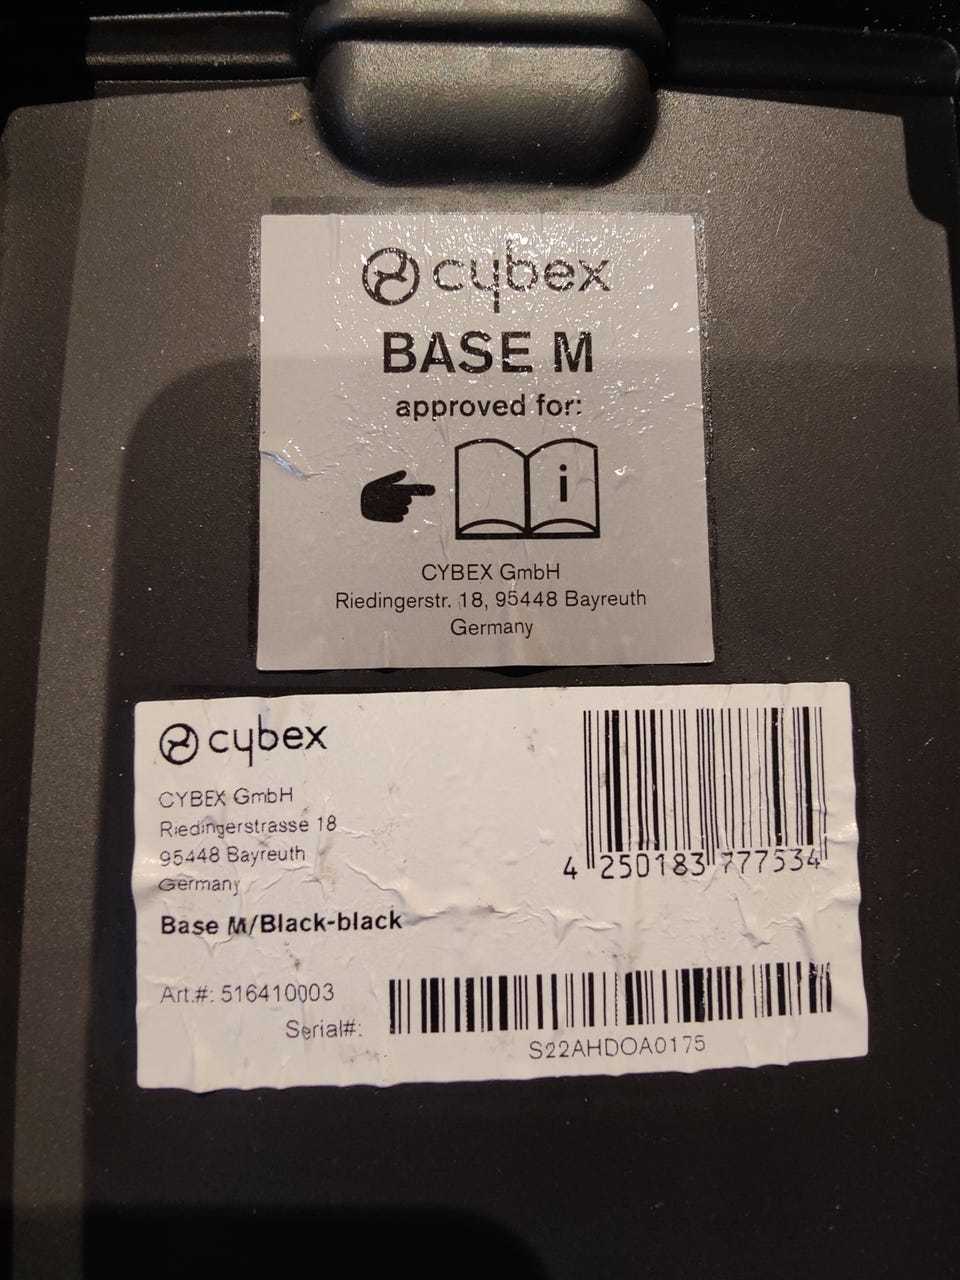 cybex
BASE M
approved for:
i
CYBEX GmbH
Riedingerstr. 18, 95448 Bayreuth
Germany
cybex
CYBEX GmbH
Riedingerstrasse 18
95448 Bayreuth
Germany
4 250183 777534
Base M/Black-black
Art.#: 516410003
Serial#:
S22AHDOA0175